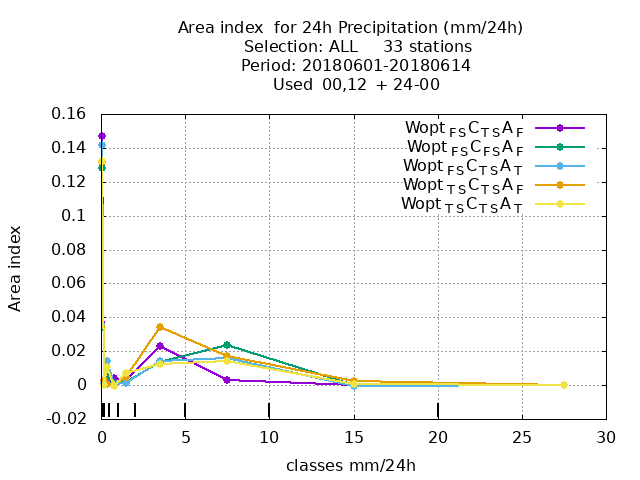 Area index  for 24h Precipitation (mm/24h)
Selection: ALL     33 stations
Period: 20180601-20180614
Used  00,12  + 24-00
0.16
0.14
0.12
0.1
0.08
0.06
0.04
0.02
0
-0.02
Area index
Wopt FS C TS A F
Wopt FS C FS A F
Wopt FS C TS A T
Wopt TS C TS A F
Wopt TS C TS A T
0 5 10 15 20 25 30
classes mm/24h